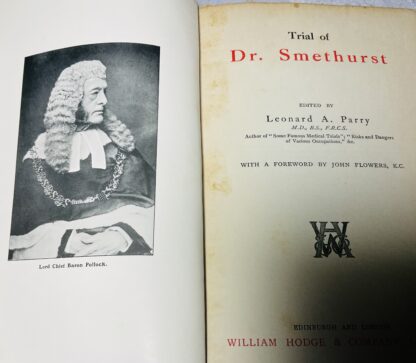 Lord Chief Baron Pollock.
Trial of
Dr. Smethurst
EDITED BY
Leonard A. Parry
M.D., B.S., F.R.C.S.
Author of "Some Famous Medical Trials"; "Risks and Dangers
of Various Occupations," &c.
WITH A FOREWORD BY JOHN FLOWERS, K.C.
EDINBURGH AND LONDON
WILLIAM HODGE & COMPANY